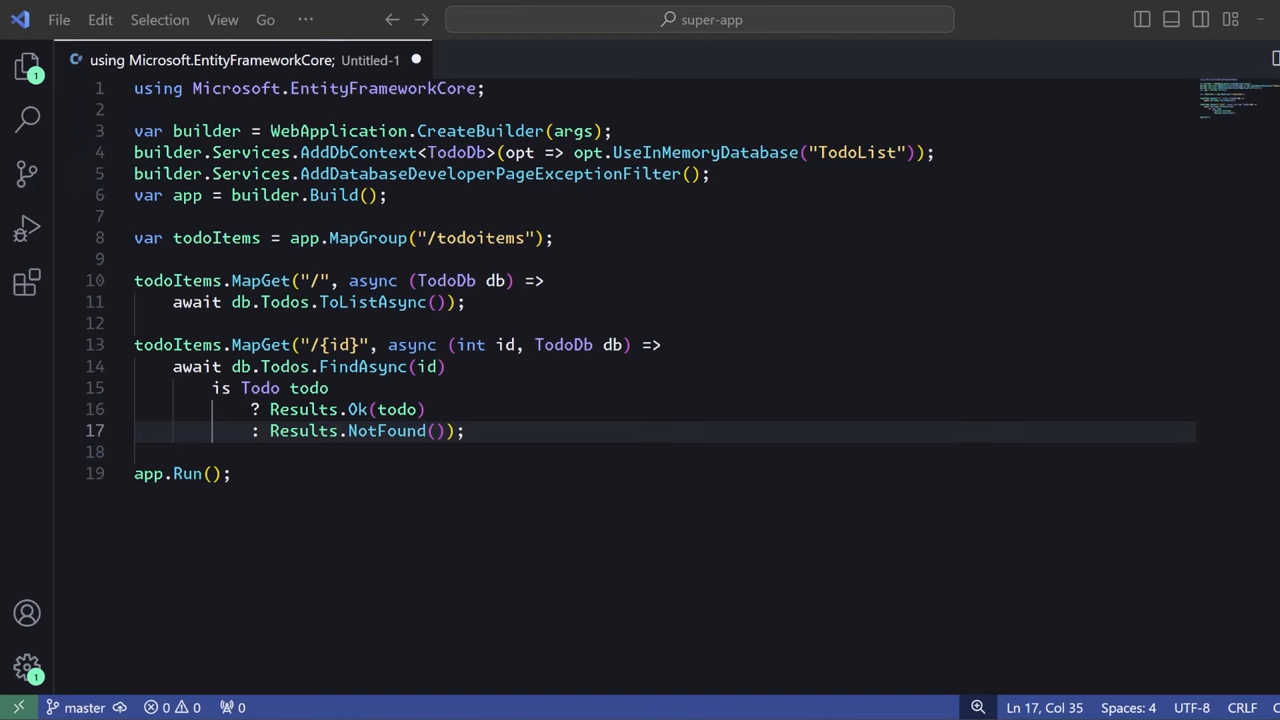 File Edit Selection View Go ··· super-app
using Microsoft.EntityFrameworkCore; Untitled-1
1 using Microsoft.EntityFrameworkCore;
2
3 var builder = WebApplication.CreateBuilder(args);
4 builder.Services.AddDbContext<TodoDb>(opt => opt.UseInMemoryDatabase("TodoList"));
5 builder.Services.AddDatabaseDeveloperPageExceptionFilter();
6 var app = builder.Build();
7
8 var todoItems = app.MapGroup("/todoitems");
9
10 todoItems.MapGet("/", async (TodoDb db) =>
11     await db.Todos.ToListAsync());
12
13 todoItems.MapGet("/{id}", async (int id, TodoDb db) =>
14     await db.Todos.FindAsync(id)
15         is Todo todo
16             ? Results.Ok(todo)
17             : Results.NotFound());
18
19 app.Run();
1
1
master 0 0 0 Ln 17, Col 35 Spaces: 4 UTF-8 CRLF